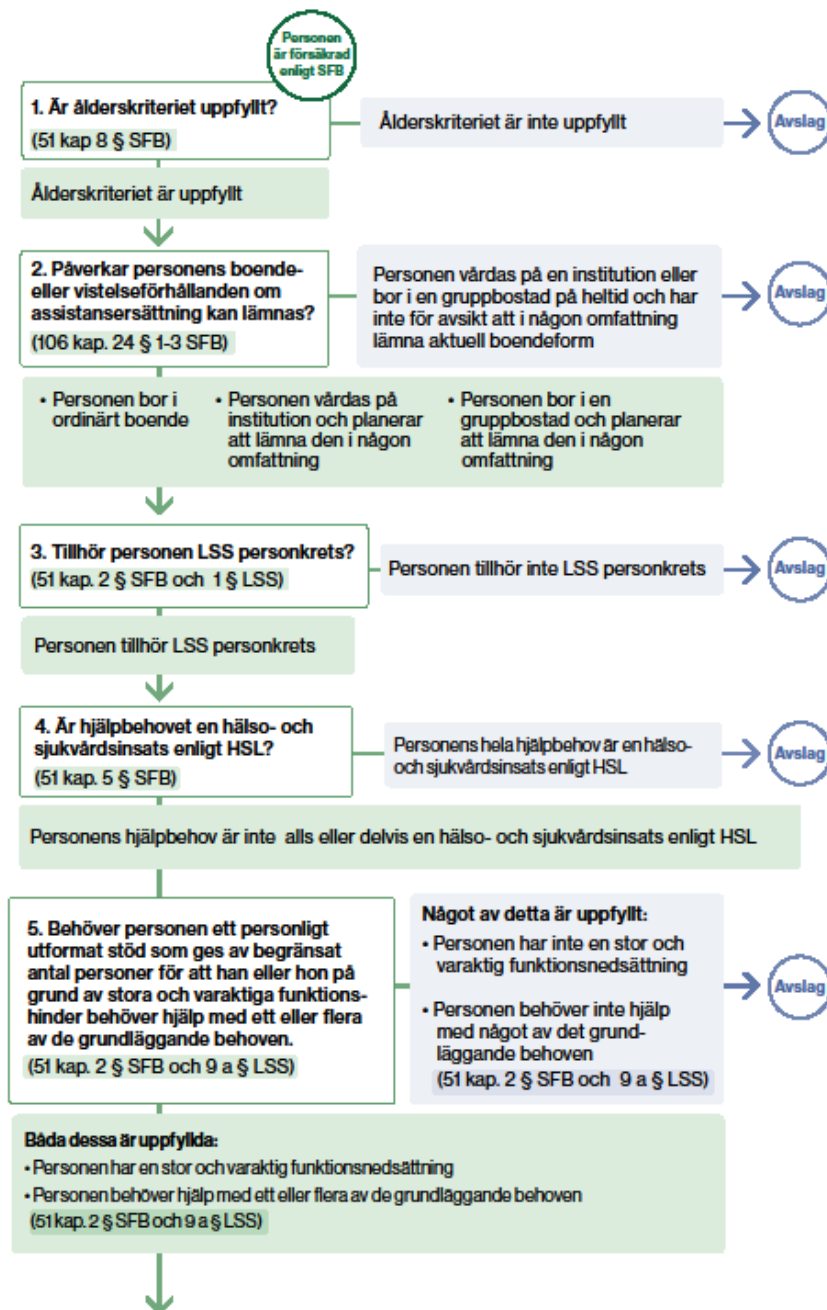 Personen
är försäkrad
enligt SFB
1. Är ålderskriteriet uppfyllt?
(51 kap 8 § SFB)
Ålderskriteriet är inte uppfyllt
Avslag
Ålderskriteriet är uppfyllt
2. Påverkar personens boende-
eller vistelseförhållanden om
assistansersättning kan lämnas?
(106 kap. 24 § 1-3 SFB)
Personen vårdas på en institution eller
bor i en gruppbostad på heltid och har
inte för avsikt att i någon omfattning
lämna aktuell boendeform
Avslag
• Personen bor i
ordinärt boende
• Personen vårdas på
institution och planerar
att lämna den i någon
omfattning
• Personen bor i en
gruppbostad och planerar
att lämna den i någon
omfattning
3. Tillhör personen LSS personkrets?
(51 kap. 2 § SFB och 1 § LSS)
Personen tillhör inte LSS personkrets
Avslag
Personen tillhör LSS personkrets
4. Är hjälpbehovet en hälso- och
sjukvårdsinsats enligt HSL?
(51 kap. 5 § SFB)
Personens hela hjälpbehov är en hälso-
och sjukvårdsinsats enligt HSL
Avslag
Personens hjälpbehov är inte alls eller delvis en hälso- och sjukvårdsinsats enligt HSL
5. Behöver personen ett personligt
utformat stöd som ges av begränsat
antal personer för att han eller hon på
grund av stora och varaktiga funktions-
hinder behöver hjälp med ett eller flera
av de grundläggande behoven.
(51 kap. 2 § SFB och 9 a § LSS)
Något av detta är uppfyllt:
• Personen har inte en stor och
varaktig funktionsnedsättning
• Personen behöver inte hjälp
med något av det grund-
läggande behoven
(51 kap. 2 § SFB och 9 a § LSS)
Avslag
Båda dessa är uppfyllda:
• Personen har en stor och varaktig funktionsnedsättning
• Personen behöver hjälp med ett eller flera av de grundläggande behoven
(51 kap. 2 § SFB och 9 a § LSS)